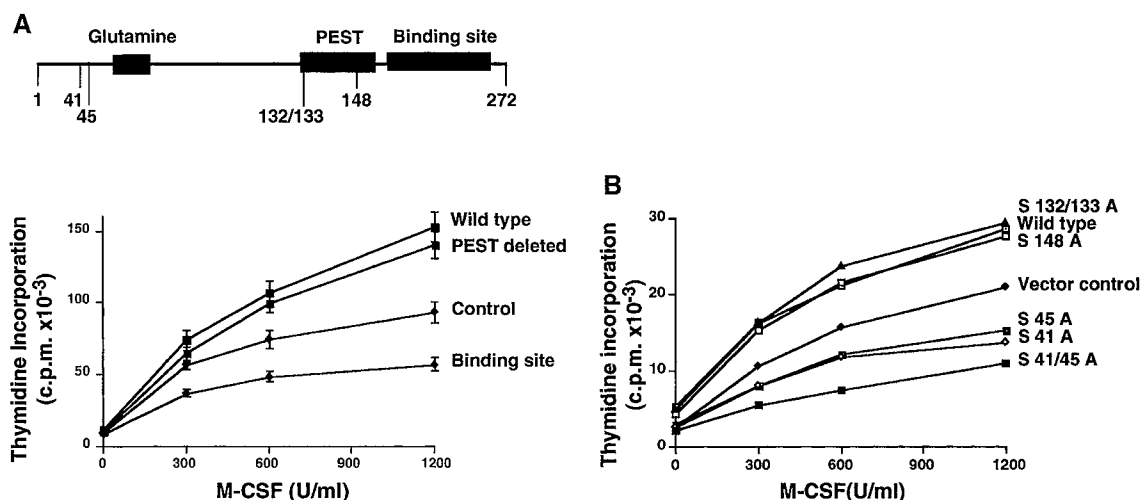 A
Glutamine
PEST
Binding site
1
41
45
132/133
148
272
Thymidine Incorporation
(c.p.m. x10-3)
150
100
50
0
0
300
600
900
1200
M-CSF (U/ml)
Wild type
PEST deleted
Control
Binding site
B
Thymidine incorporation
(c.p.m. x10-3)
30
20
10
0
0
300
600
900
1200
M-CSF(U/ml)
S 132/133 A
Wild type
S 148 A
Vector control
S 45 A
S 41 A
S 41/45 A